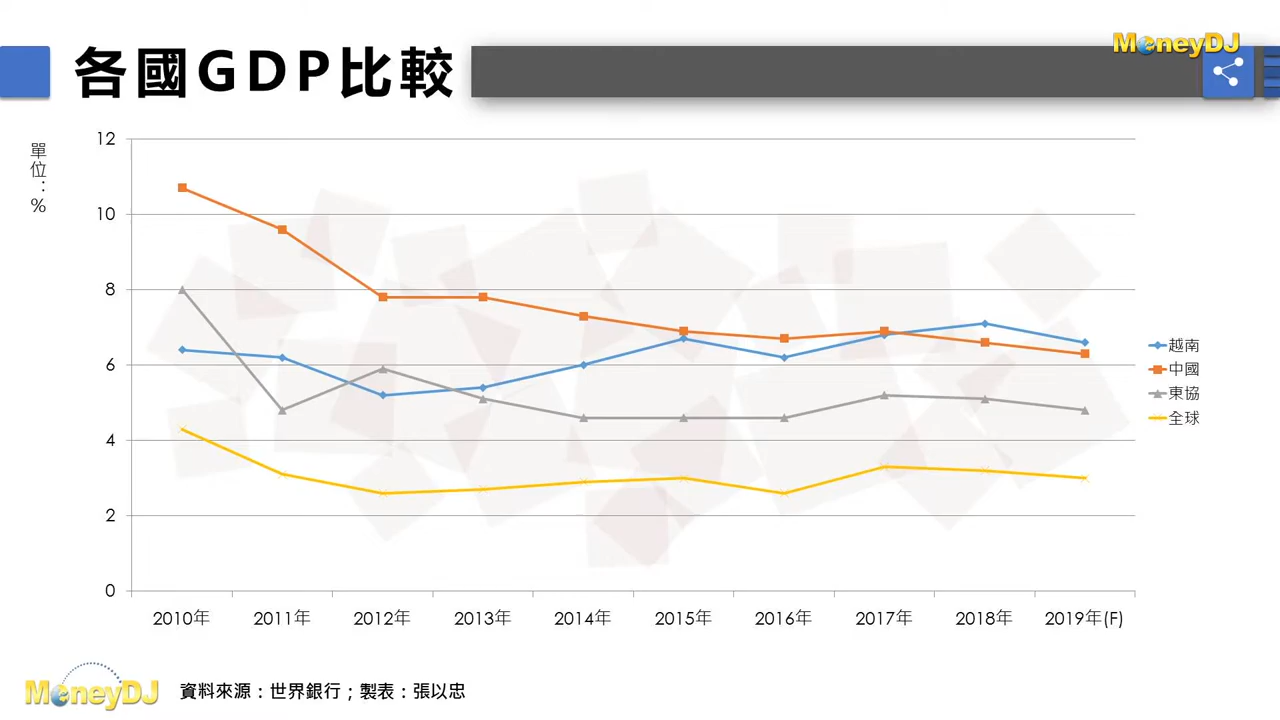 各國GDP比較
MoneyDJ
單位：%
12
10
8
6
4
2
0
2010年 2011年 2012年 2013年 2014年 2015年 2016年 2017年 2018年 2019年(F)
越南
中國
東協
全球
MoneyDJ
資料來源：世界銀行；製表：張以忠